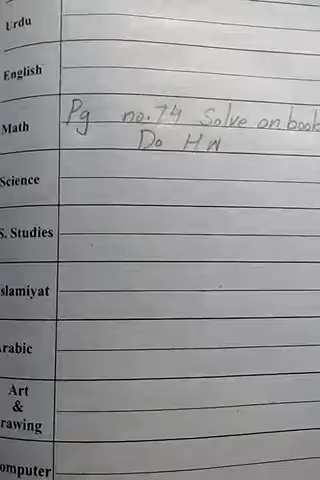 Urdu
English
Math Pg no.74 Solve on book
Do HW
Science
S. Studies
slamiyat
rabic
Art
&
rawing
omputer